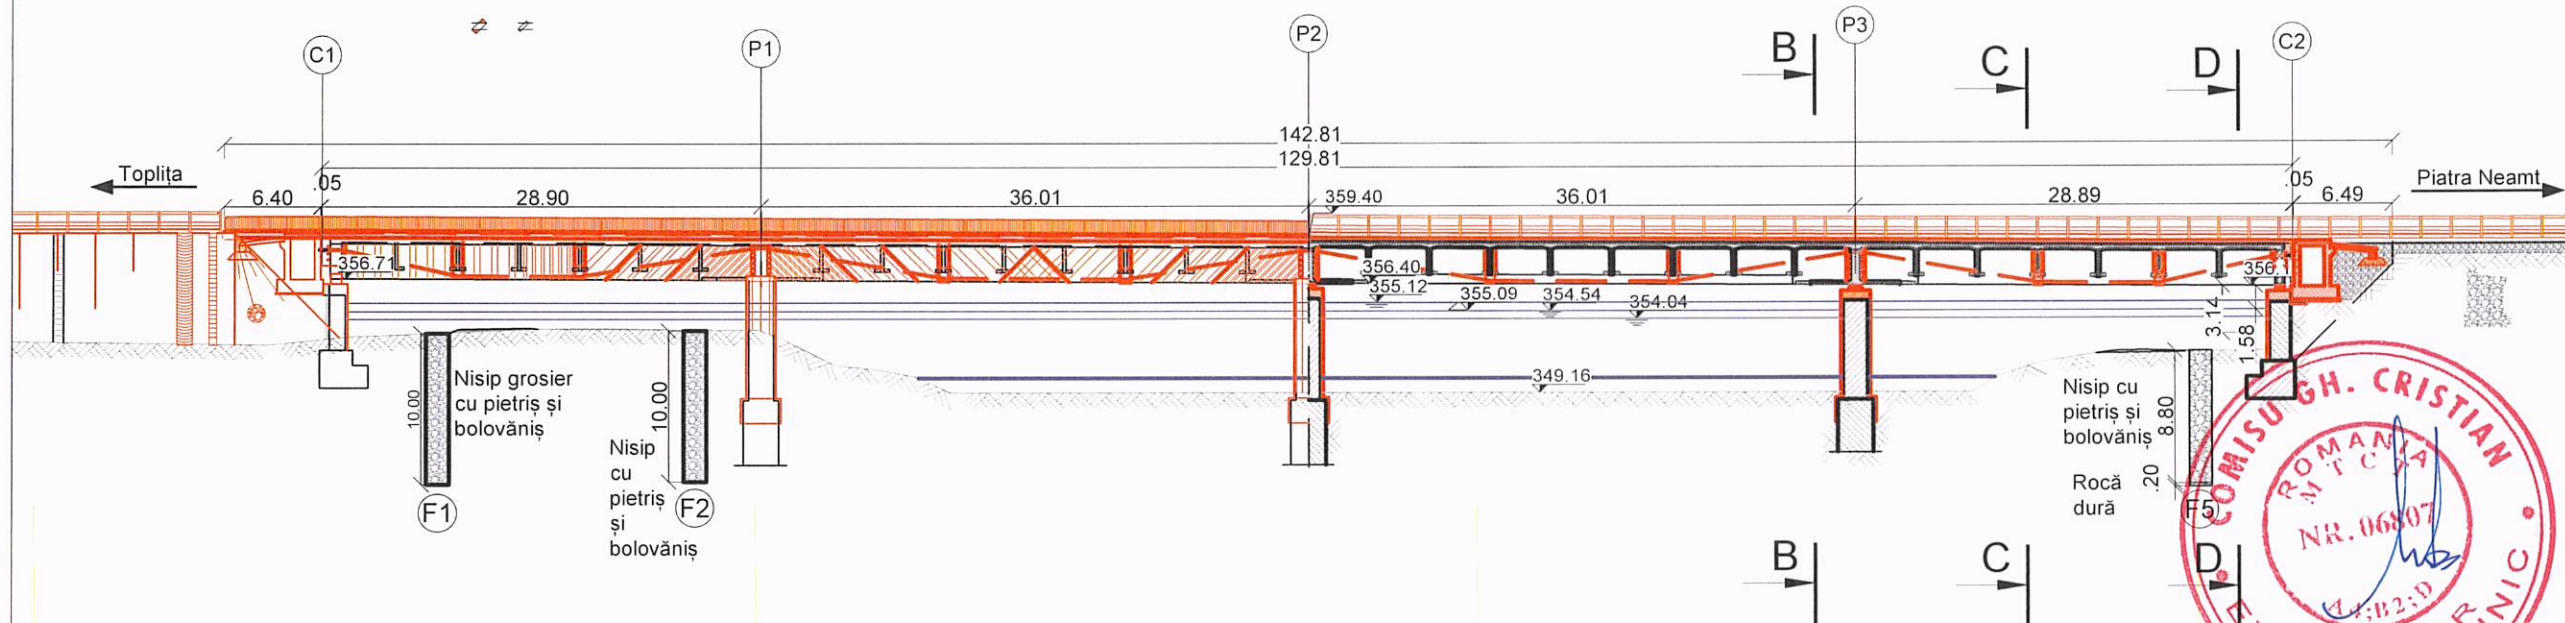 C1
P1
P2
P3
C2
B
C
D
142.81
129.81
Toplița
Piatra Neamt
6.40
.05
28.90
36.01
359.40
36.01
28.89
.05
6.49
356.71
356.40
355.12
355.09
354.54
354.04
356.1
3.14
1.58
349.16
10.00
Nisip grosier
cu pietriș și
bolovăniș
10.00
Nisip
cu
pietriș
și
bolovăniș
Nisip cu
pietriș și
bolovăniș
8.80
Rocă
dură
.20
F1
F2
F5
B
C
D
COMISU GH. CRISTIAN
ROMANIA
M T C T
NR. 06807